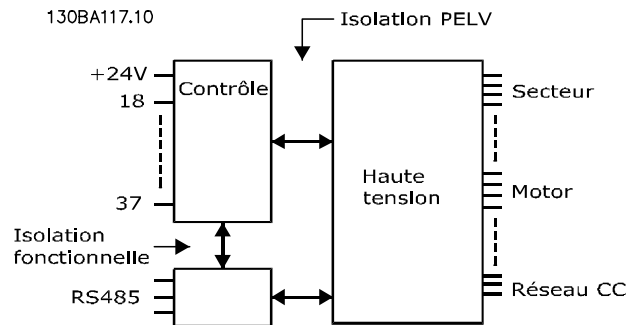 130BA117.10
Isolation PELV
+24V
Contrôle
18
37
Haute
tension
Secteur
Motor
Isolation
fonctionnelle
RS485
Réseau CC